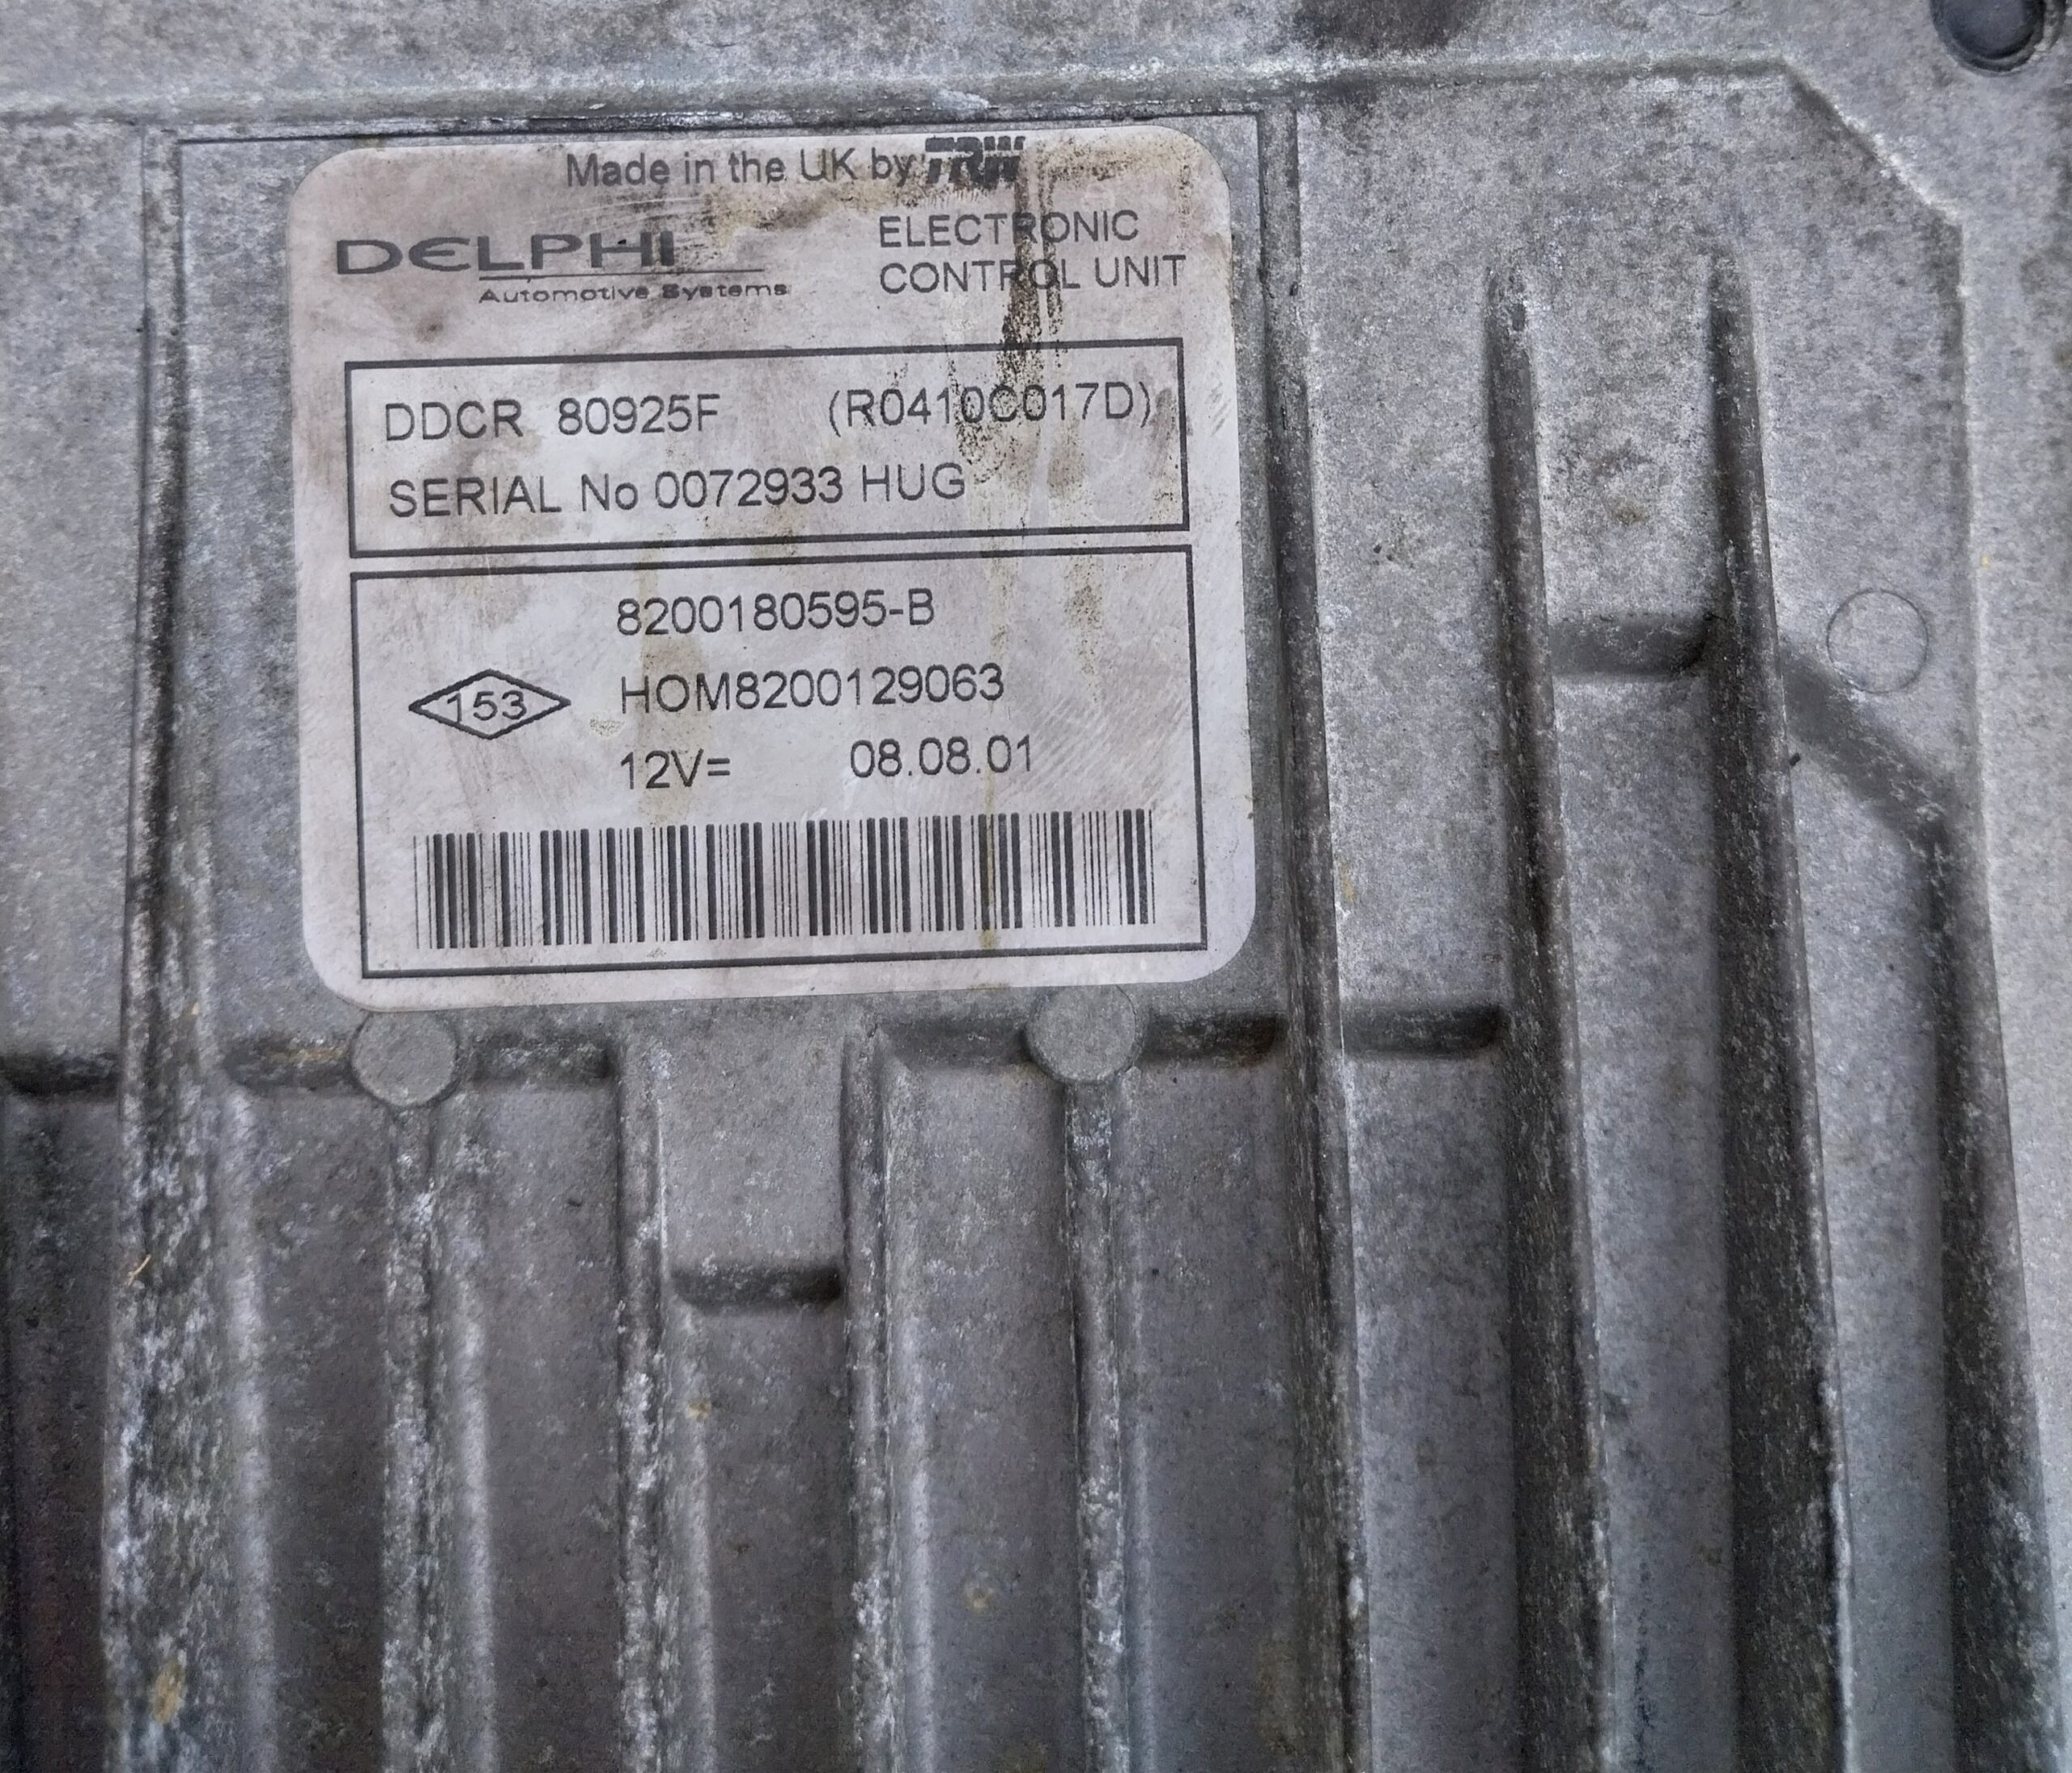 Made in the UK by TRW
DELPHI
Automotive Systems
ELECTRONIC
CONTROL UNIT
DDCR 80925F (R0410C017D)
SERIAL No 0072933 HUG
8200180595-B
153 HOM8200129063
12V= 08.08.01